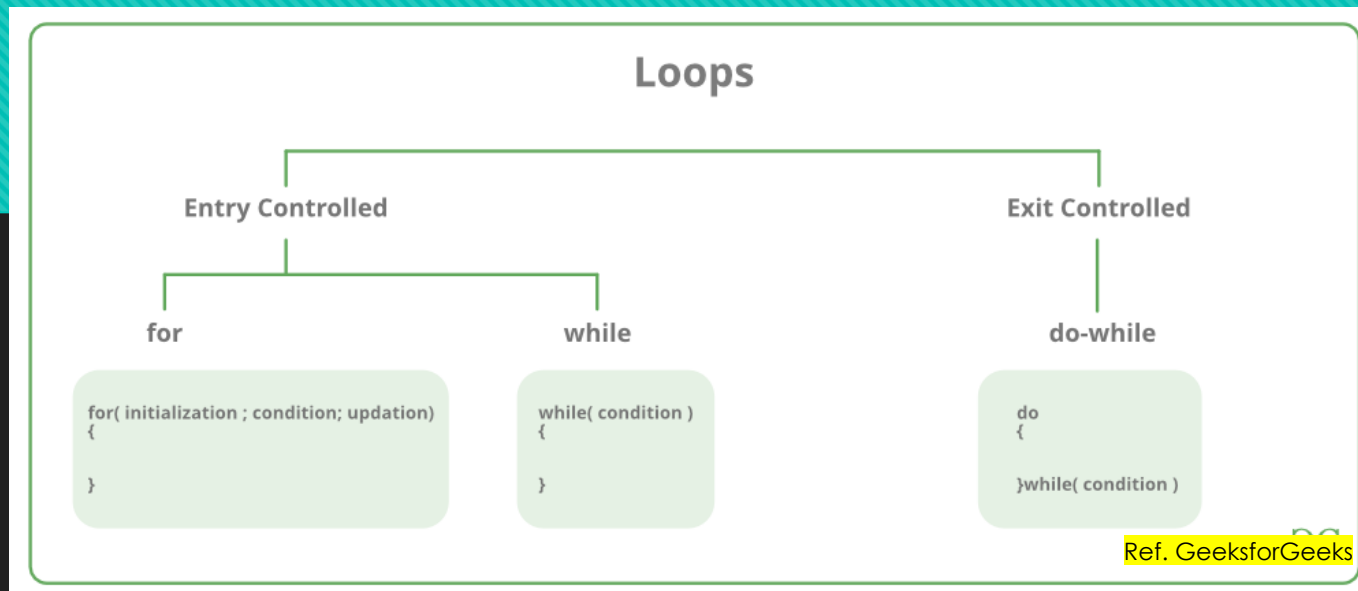 Loops
Entry Controlled
Exit Controlled
for
while
do-while
for( initialization ; condition; updation)
{
}
while( condition )
{
}
do
{
}while( condition )
Ref. GeeksforGeeks